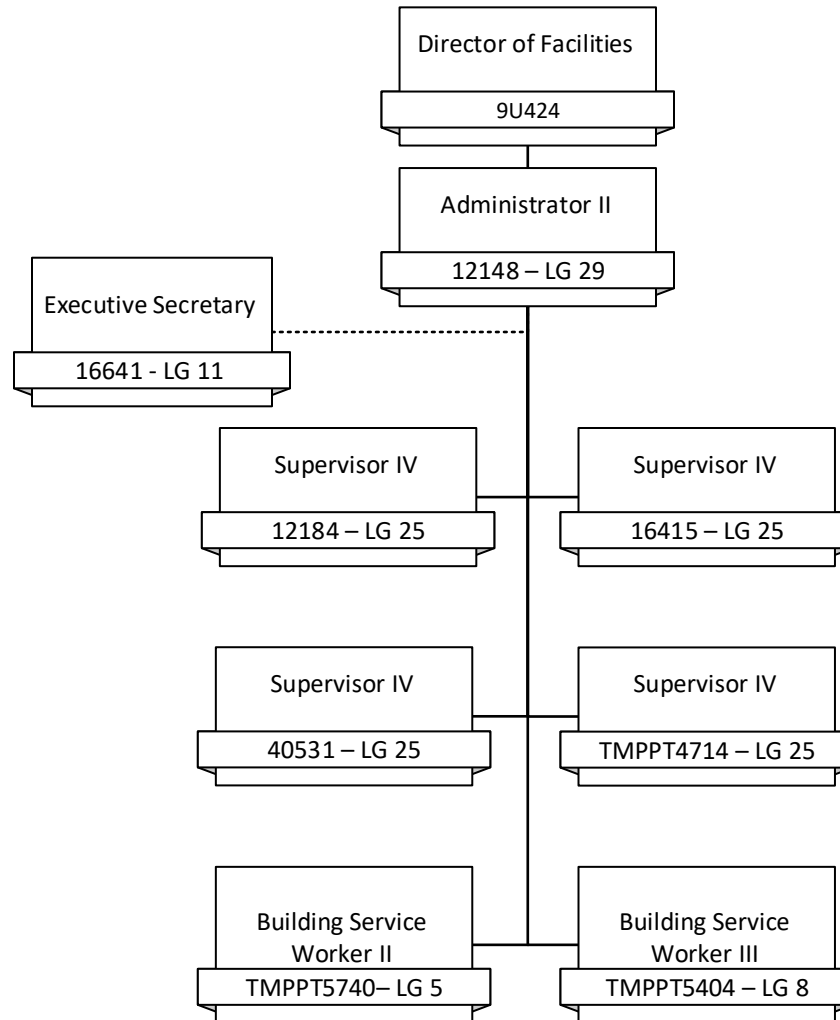 Director of Facilities
9U424
Administrator II
12148 – LG 29
Executive Secretary
16641 - LG 11
Supervisor IV
12184 – LG 25
Supervisor IV
16415 – LG 25
Supervisor IV
40531 – LG 25
Supervisor IV
TMPPT4714 – LG 25
Building Service
Worker II
TMPPT5740– LG 5
Building Service
Worker III
TMPPT5404 – LG 8